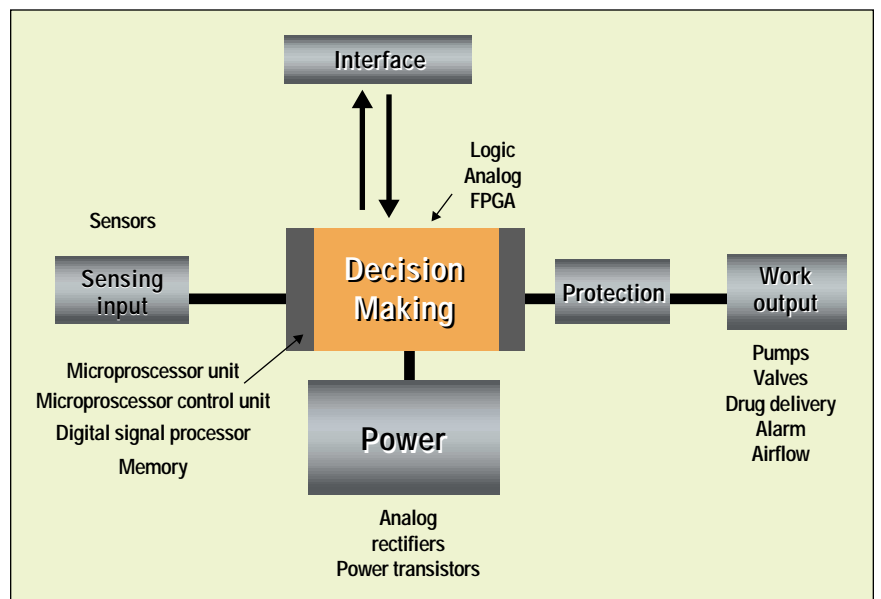 Interface
Logic
Analog
FPGA
Sensors
Sensing
input
Decision
Making
Protection
Work
output
Microproscessor unit
Microproscessor control unit
Digital signal processor
Memory
Power
Pumps
Valves
Drug delivery
Alarm
Airflow
Analog
rectifiers
Power transistors